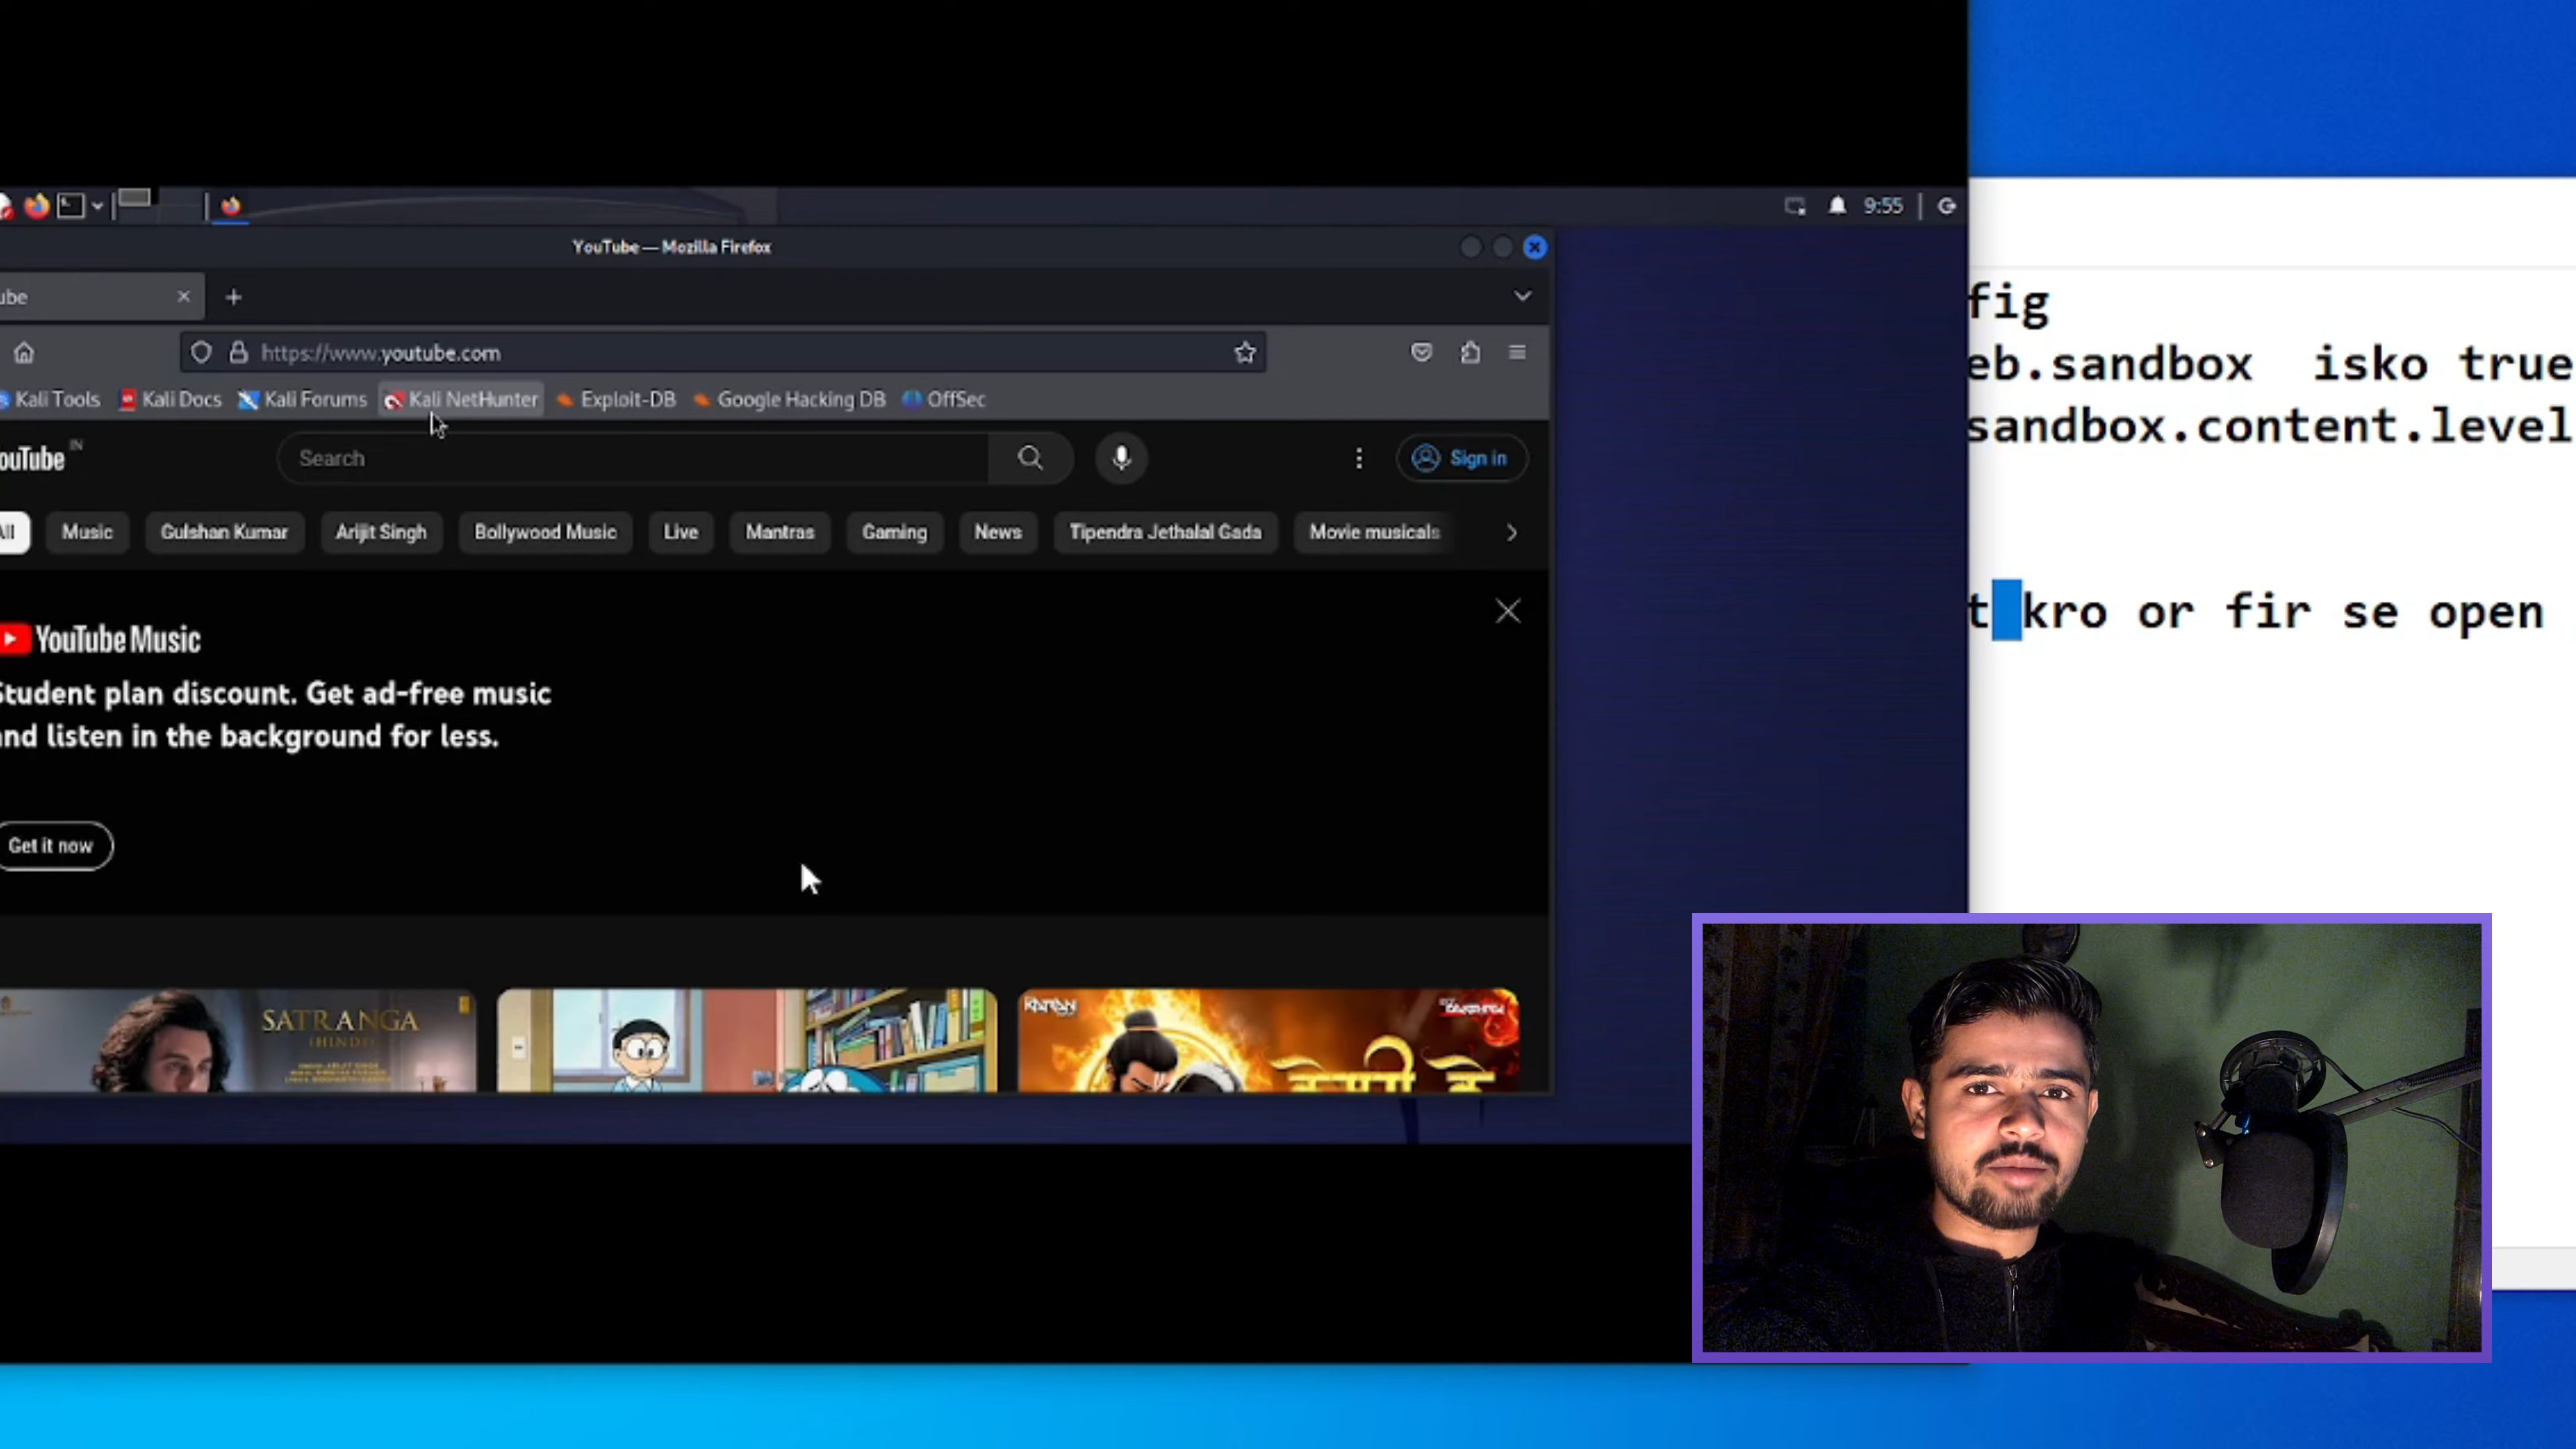 9:55
YouTube — Mozilla Firefox
ube
https://www.youtube.com
Kali Tools Kali Docs Kali Forums Kali NetHunter Exploit-DB Google Hacking DB OffSec
ouTube IN
Search
Sign in
All Music Gulshan Kumar Arijit Singh Bollywood Music Live Mantras Gaming News Tipendra Jethalal Gada Movie musicals
YouTube Music
Student plan discount. Get ad-free music
and listen in the background for less.
Get it now
SATRANGA
(HINDI)
केसरी के
fig
eb.sandbox  isko true
sandbox.content.level
t kro or fir se open